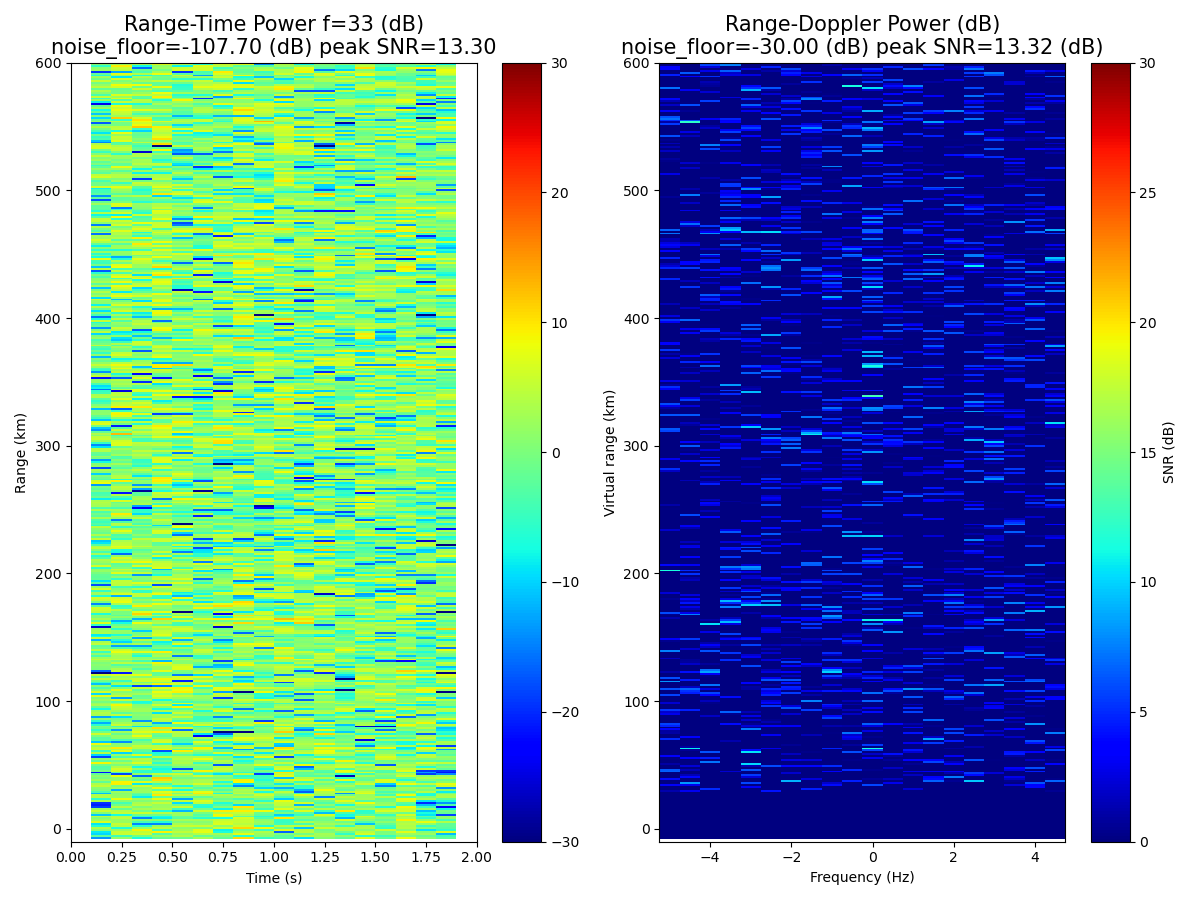 Range-Time Power f=33 (dB)
noise_floor=-107.70 (dB) peak SNR=13.30
Range (km)
600
500
400
300
200
100
0
0.00 0.25 0.50 0.75 1.00 1.25 1.50 1.75 2.00
Time (s)
30
20
10
0
−10
−20
−30
Range-Doppler Power (dB)
noise_floor=-30.00 (dB) peak SNR=13.32 (dB)
Virtual range (km)
600
500
400
300
200
100
0
−4 −2 0 2 4
Frequency (Hz)
30
25
20
15
10
5
0
SNR (dB)